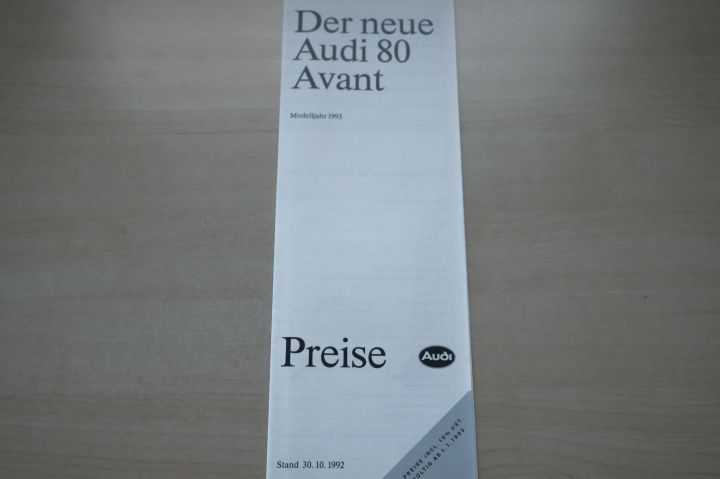 Der neue
Audi 80
Avant
Modelljahr 1993
Preise
Audi
Stand 30.10.1992
PREISE INCL. 15% UST.
GÜLTIG AB 1.1.1993